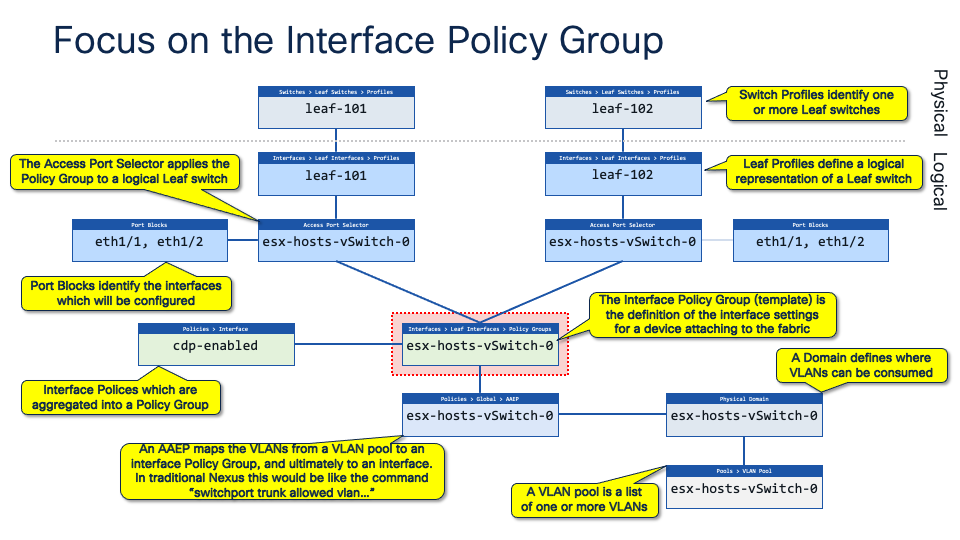 Focus on the Interface Policy Group
Physical
Logical
Switches > Leaf Switches > Profiles
leaf-101
Switches > Leaf Switches > Profiles
leaf-102
Switch Profiles identify one
or more Leaf switches
The Access Port Selector applies the
Policy Group to a logical Leaf switch
Interfaces > Leaf Interfaces > Profiles
leaf-101
Interfaces > Leaf Interfaces > Profiles
leaf-102
Leaf Profiles define a logical
representation of a Leaf switch
Port Blocks
eth1/1, eth1/2
Access Port Selector
esx-hosts-vSwitch-0
Access Port Selector
esx-hosts-vSwitch-0
Port Blocks
eth1/1, eth1/2
Port Blocks identify the interfaces
which will be configured
The Interface Policy Group (template) is
the definition of the interface settings
for a device attaching to the fabric
Policies > Interface
cdp-enabled
Interfaces > Leaf Interfaces > Policy Groups
esx-hosts-vSwitch-0
A Domain defines where
VLANs can be consumed
Interface Polices which are
aggregated into a Policy Group
Policies > Global > AAEP
esx-hosts-vSwitch-0
Physical Domain
esx-hosts-vSwitch-0
An AAEP maps the VLANs from a VLAN pool to an
Interface Policy Group, and ultimately to an interface.
In traditional Nexus this would be like the command
“switchport trunk allowed vlan…”
Pools > VLAN Pool
esx-hosts-vSwitch-0
A VLAN pool is a list
of one or more VLANs